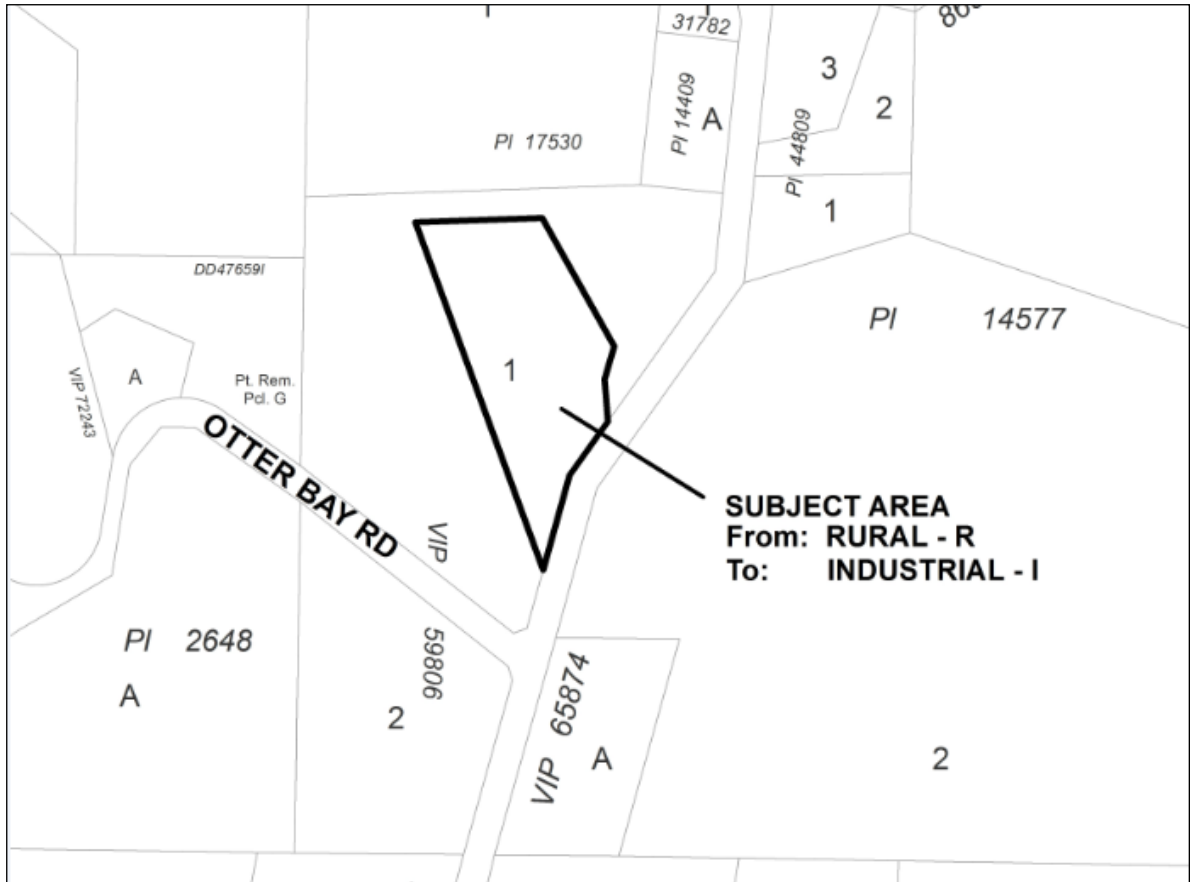 31782
3
2
Pl 14409
A
Pl 44809
Pl 17530
1
DD47659I
Pl 14577
1
A
Pt. Rem.
Pcl. G
VIP 72243
OTTER BAY RD
SUBJECT AREA
From: RURAL - R
To: INDUSTRIAL - I
VIP 59806
Pl 2648
A
2
VIP 65874
A
2